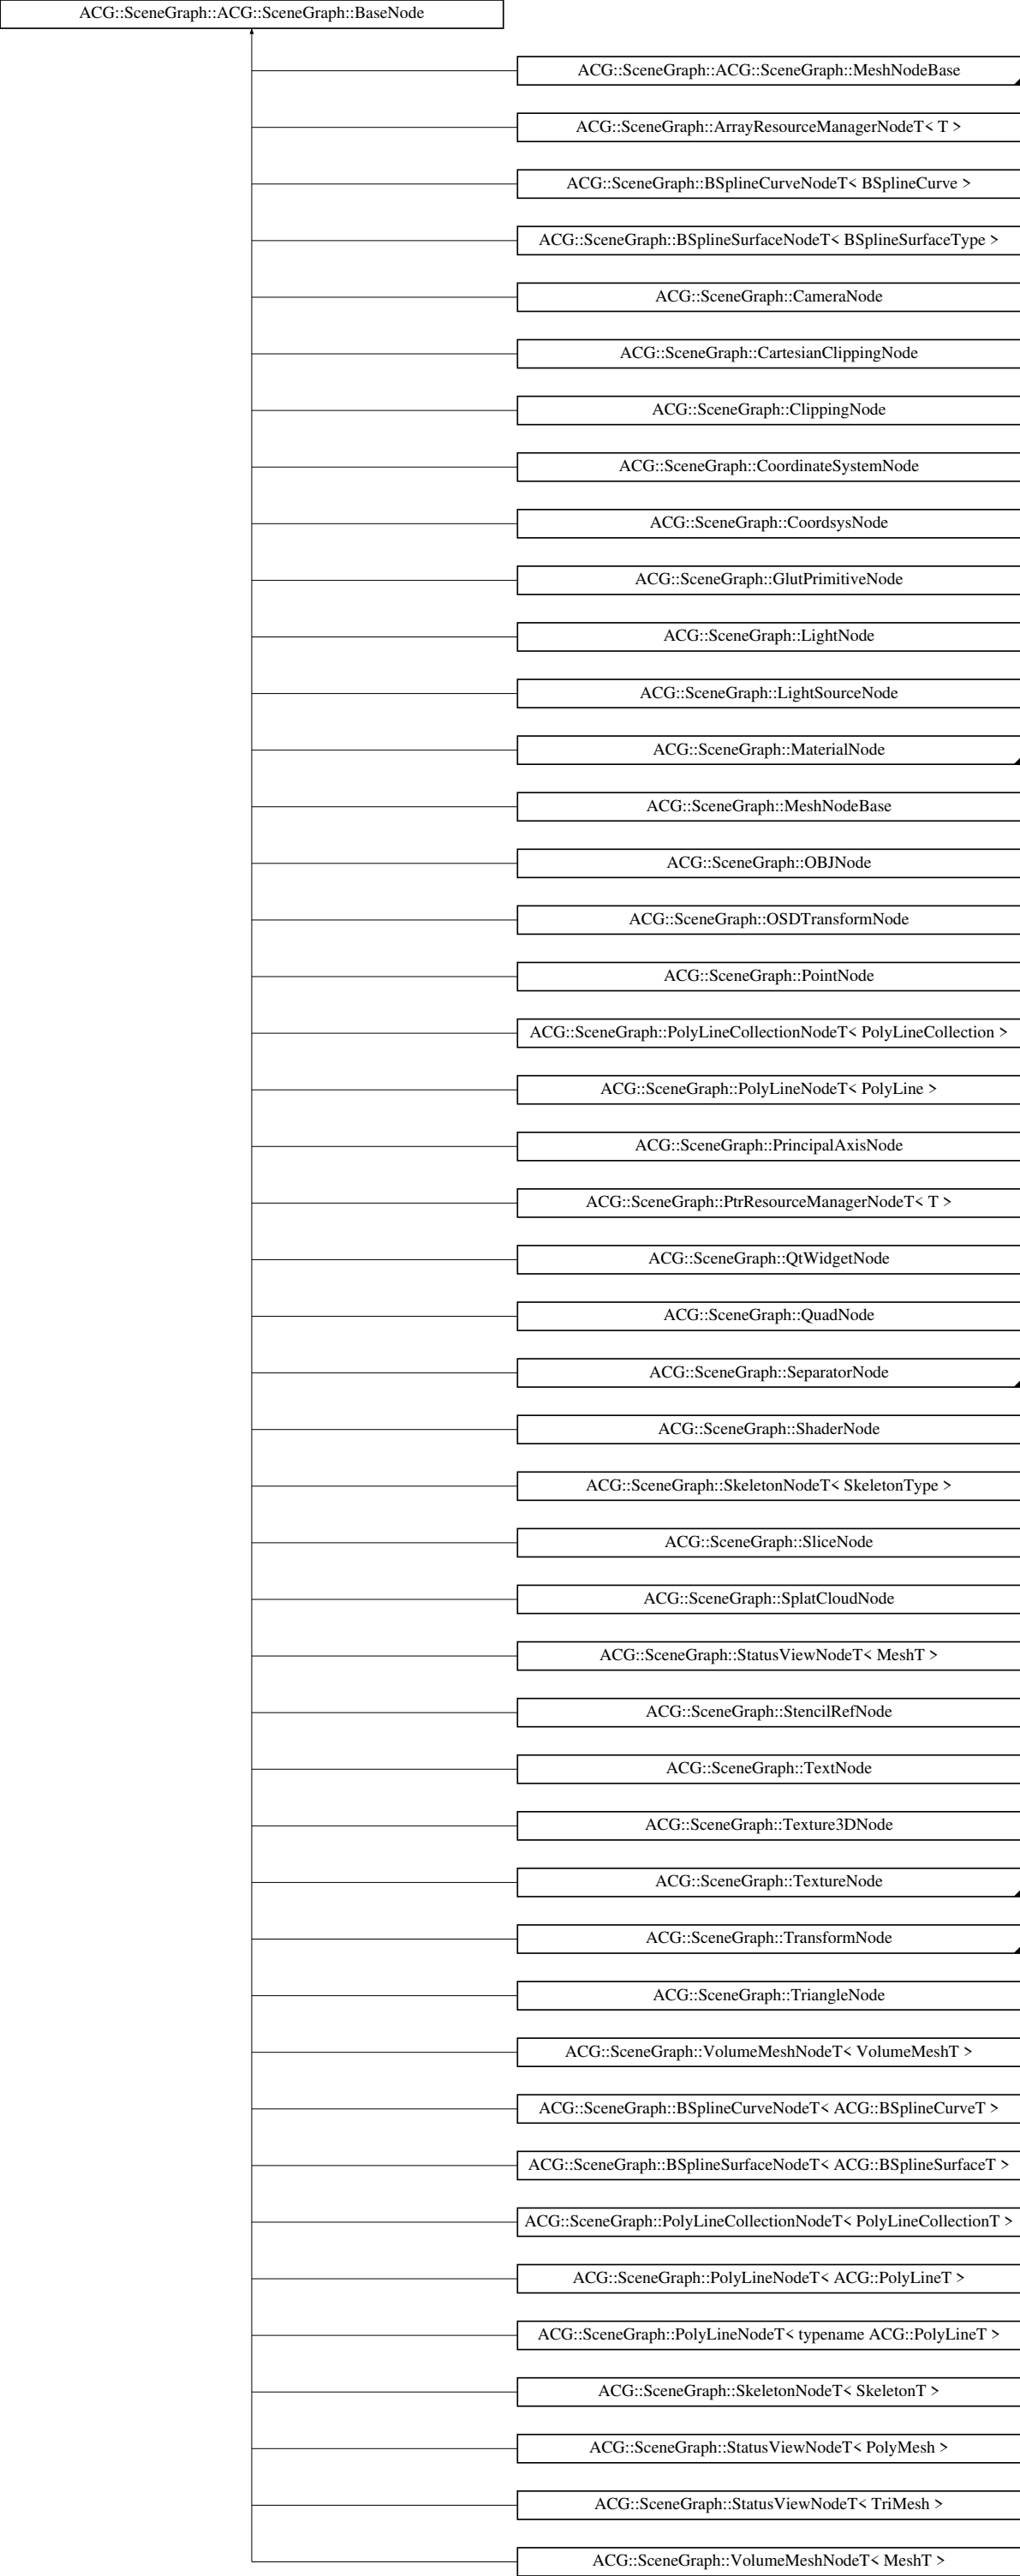 ACG::SceneGraph::ACG::SceneGraph::BaseNode
ACG::SceneGraph::ACG::SceneGraph::MeshNodeBase
ACG::SceneGraph::ArrayResourceManagerNodeT< T >
ACG::SceneGraph::BSplineCurveNodeT< BSplineCurve >
ACG::SceneGraph::BSplineSurfaceNodeT< BSplineSurfaceType >
ACG::SceneGraph::CameraNode
ACG::SceneGraph::CartesianClippingNode
ACG::SceneGraph::ClippingNode
ACG::SceneGraph::CoordinateSystemNode
ACG::SceneGraph::CoordsysNode
ACG::SceneGraph::GlutPrimitiveNode
ACG::SceneGraph::LightNode
ACG::SceneGraph::LightSourceNode
ACG::SceneGraph::MaterialNode
ACG::SceneGraph::MeshNodeBase
ACG::SceneGraph::OBJNode
ACG::SceneGraph::OSDTransformNode
ACG::SceneGraph::PointNode
ACG::SceneGraph::PolyLineCollectionNodeT< PolyLineCollection >
ACG::SceneGraph::PolyLineNodeT< PolyLine >
ACG::SceneGraph::PrincipalAxisNode
ACG::SceneGraph::PtrResourceManagerNodeT< T >
ACG::SceneGraph::QtWidgetNode
ACG::SceneGraph::QuadNode
ACG::SceneGraph::SeparatorNode
ACG::SceneGraph::ShaderNode
ACG::SceneGraph::SkeletonNodeT< SkeletonType >
ACG::SceneGraph::SliceNode
ACG::SceneGraph::SplatCloudNode
ACG::SceneGraph::StatusViewNodeT< MeshT >
ACG::SceneGraph::StencilRefNode
ACG::SceneGraph::TextNode
ACG::SceneGraph::Texture3DNode
ACG::SceneGraph::TextureNode
ACG::SceneGraph::TransformNode
ACG::SceneGraph::TriangleNode
ACG::SceneGraph::VolumeMeshNodeT< VolumeMeshT >
ACG::SceneGraph::BSplineCurveNodeT< ACG::BSplineCurveT >
ACG::SceneGraph::BSplineSurfaceNodeT< ACG::BSplineSurfaceT >
ACG::SceneGraph::PolyLineCollectionNodeT< PolyLineCollectionT >
ACG::SceneGraph::PolyLineNodeT< ACG::PolyLineT >
ACG::SceneGraph::PolyLineNodeT< typename ACG::PolyLineT >
ACG::SceneGraph::SkeletonNodeT< SkeletonT >
ACG::SceneGraph::StatusViewNodeT< PolyMesh >
ACG::SceneGraph::StatusViewNodeT< TriMesh >
ACG::SceneGraph::VolumeMeshNodeT< MeshT >